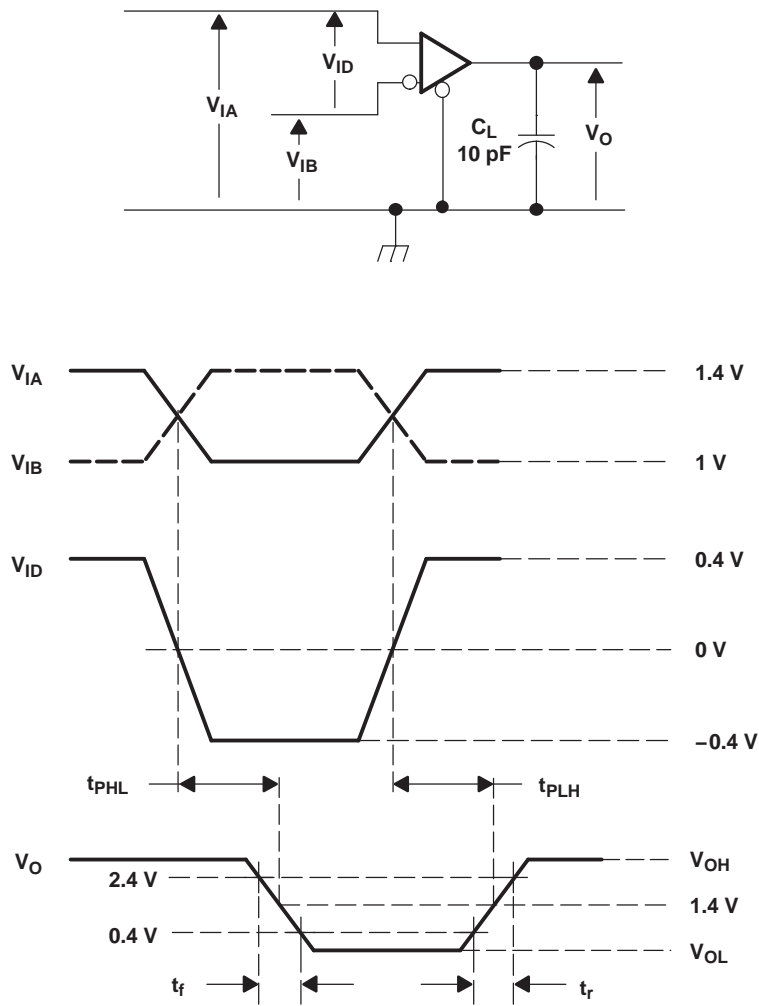 V_ID
V_IA
V_IB
C_L
10 pF
V_O
V_IA
1.4 V
V_IB
1 V
V_ID
0.4 V
0 V
−0.4 V
t_PHL
t_PLH
V_O
V_OH
2.4 V
1.4 V
0.4 V
V_OL
t_f
t_r